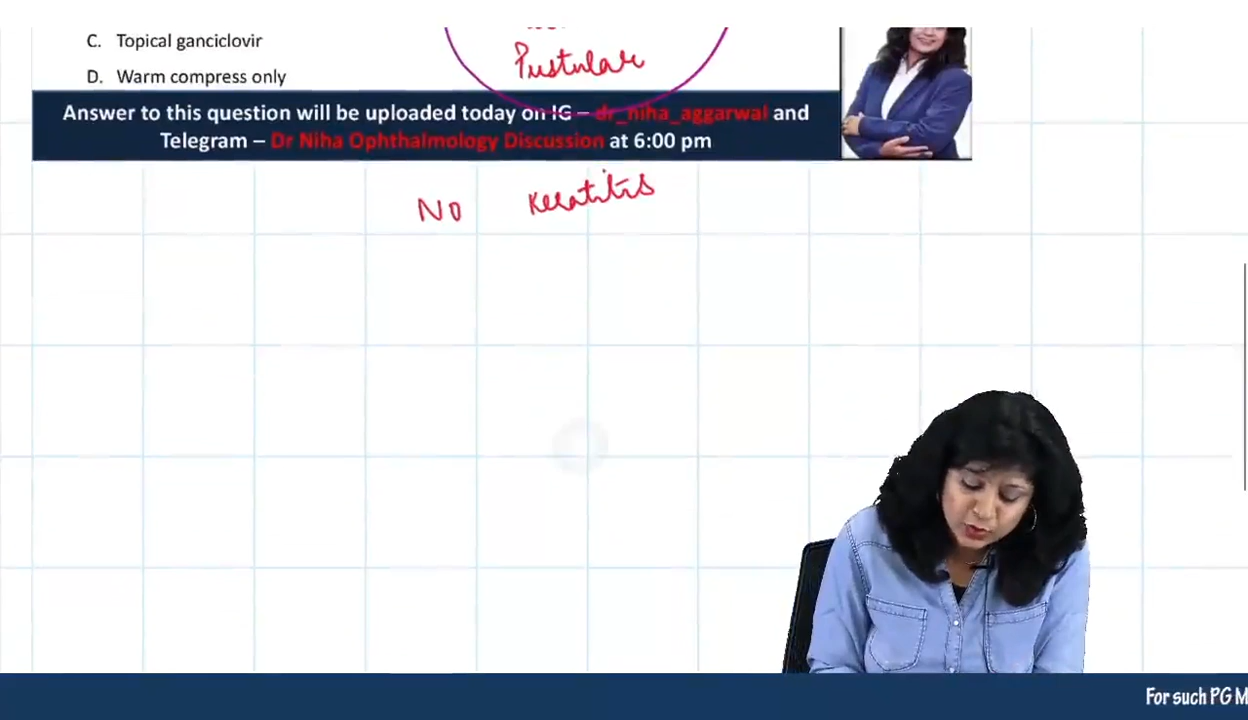 C. Topical ganciclovir
Pustular
D. Warm compress only
Answer to this question will be uploaded today on IG – dr_niha_aggarwal and
Telegram – Dr Niha Ophthalmology Discussion at 6:00 pm
No Keratitis
For such PG M